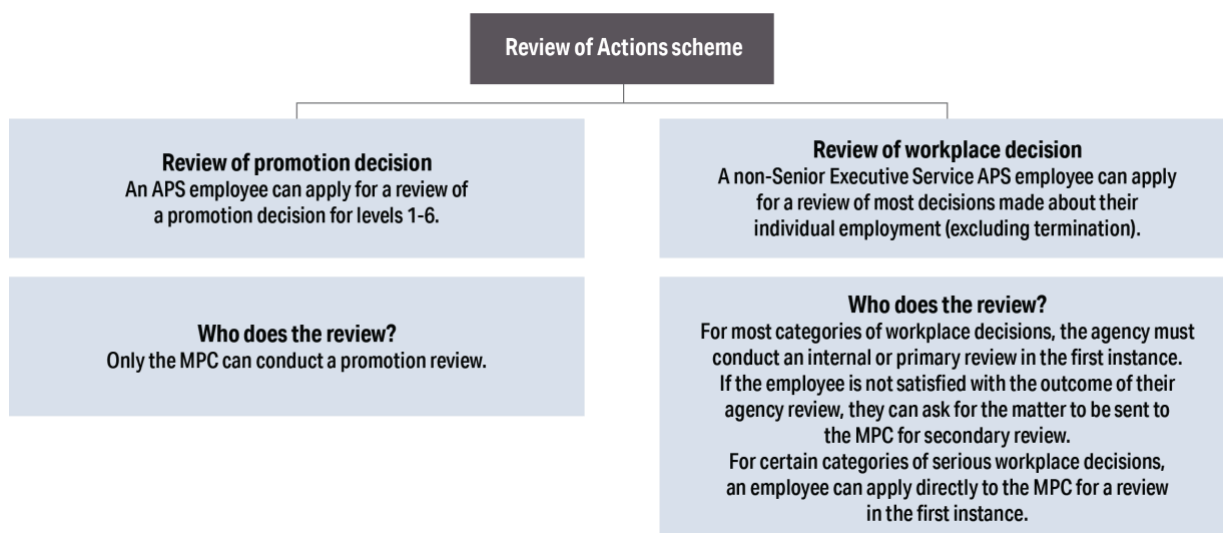 Review of Actions scheme
Review of promotion decision
An APS employee can apply for a review of
a promotion decision for levels 1-6.
Who does the review?
Only the MPC can conduct a promotion review.
Review of workplace decision
A non-Senior Executive Service APS employee can apply
for a review of most decisions made about their
individual employment (excluding termination).
Who does the review?
For most categories of workplace decisions, the agency must
conduct an internal or primary review in the first instance.
If the employee is not satisfied with the outcome of their
agency review, they can ask for the matter to be sent to
the MPC for secondary review.
For certain categories of serious workplace decisions,
an employee can apply directly to the MPC for a review
in the first instance.